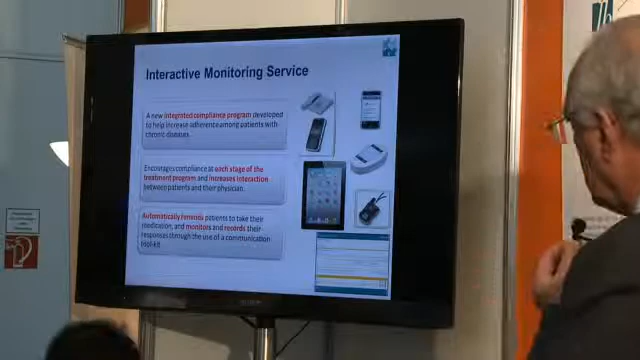 Interactive Monitoring Service
A new integrated compliance program developed
to help increase adherence among patients with
chronic diseases.
Encourages compliance at each stage of the
treatment program and increases interaction
between patients and their physician.
Automatically reminds patients to take their
medication, and monitors and records their
responses through the use of a communication
tool-kit